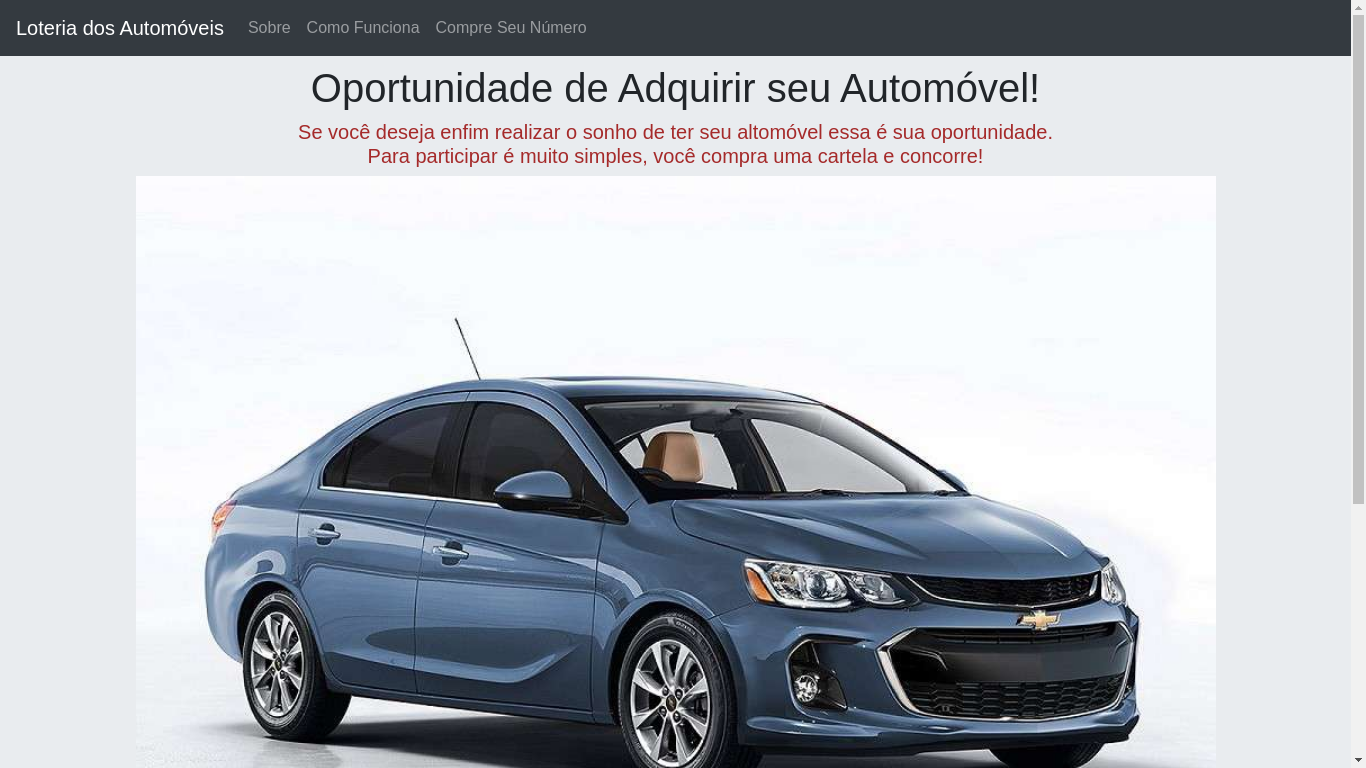 Loteria dos Automóveis Sobre Como Funciona Compre Seu Número
Oportunidade de Adquirir seu Automóvel!
Se você deseja enfim realizar o sonho de ter seu altomóvel essa é sua oportunidade.
Para participar é muito simples, você compra uma cartela e concorre!